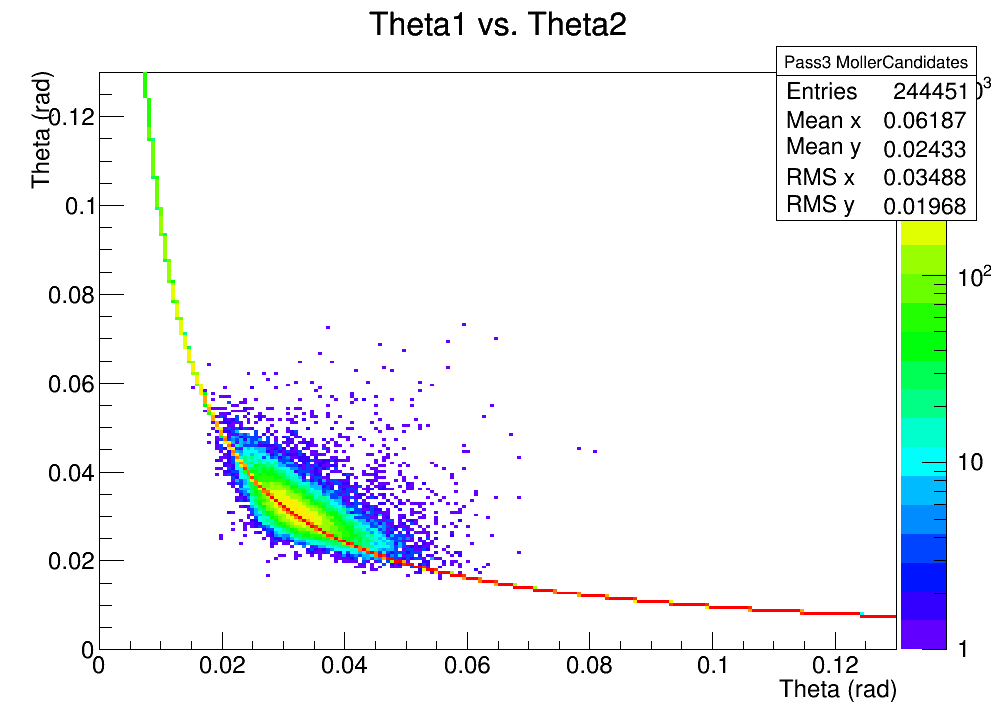 Theta1 vs. Theta2
Pass3 MollerCandidates
Entries 244451
Mean x 0.06187
Mean y 0.02433
RMS x 0.03488
RMS y 0.01968
Theta (rad)
0.12
0.1
0.08
0.06
0.04
0.02
0
0 0.02 0.04 0.06 0.08 0.1 0.12
Theta (rad)
10²
10
1